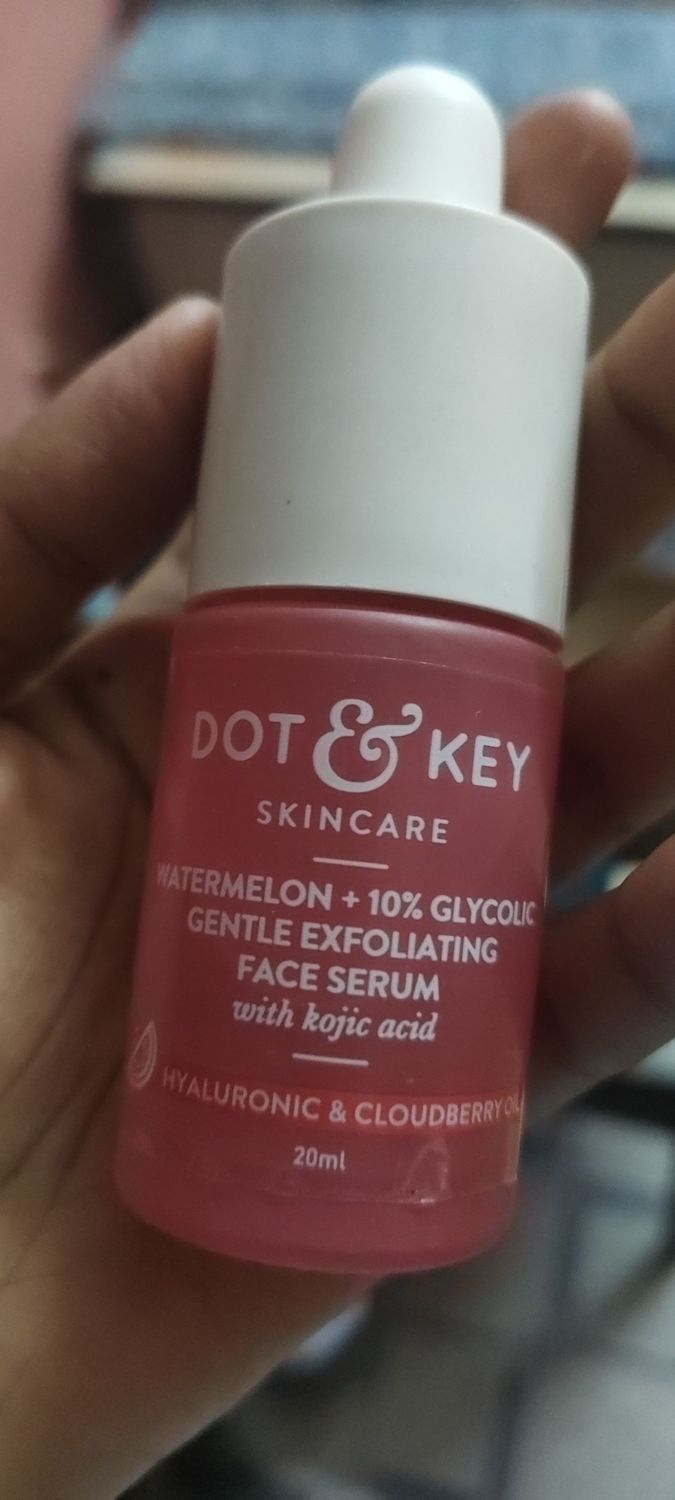 DOT & KEY
SKINCARE
WATERMELON + 10% GLYCOLIC
GENTLE EXFOLIATING
FACE SERUM
with kojic acid
HYALURONIC & CLOUDBERRY OIL
20ml